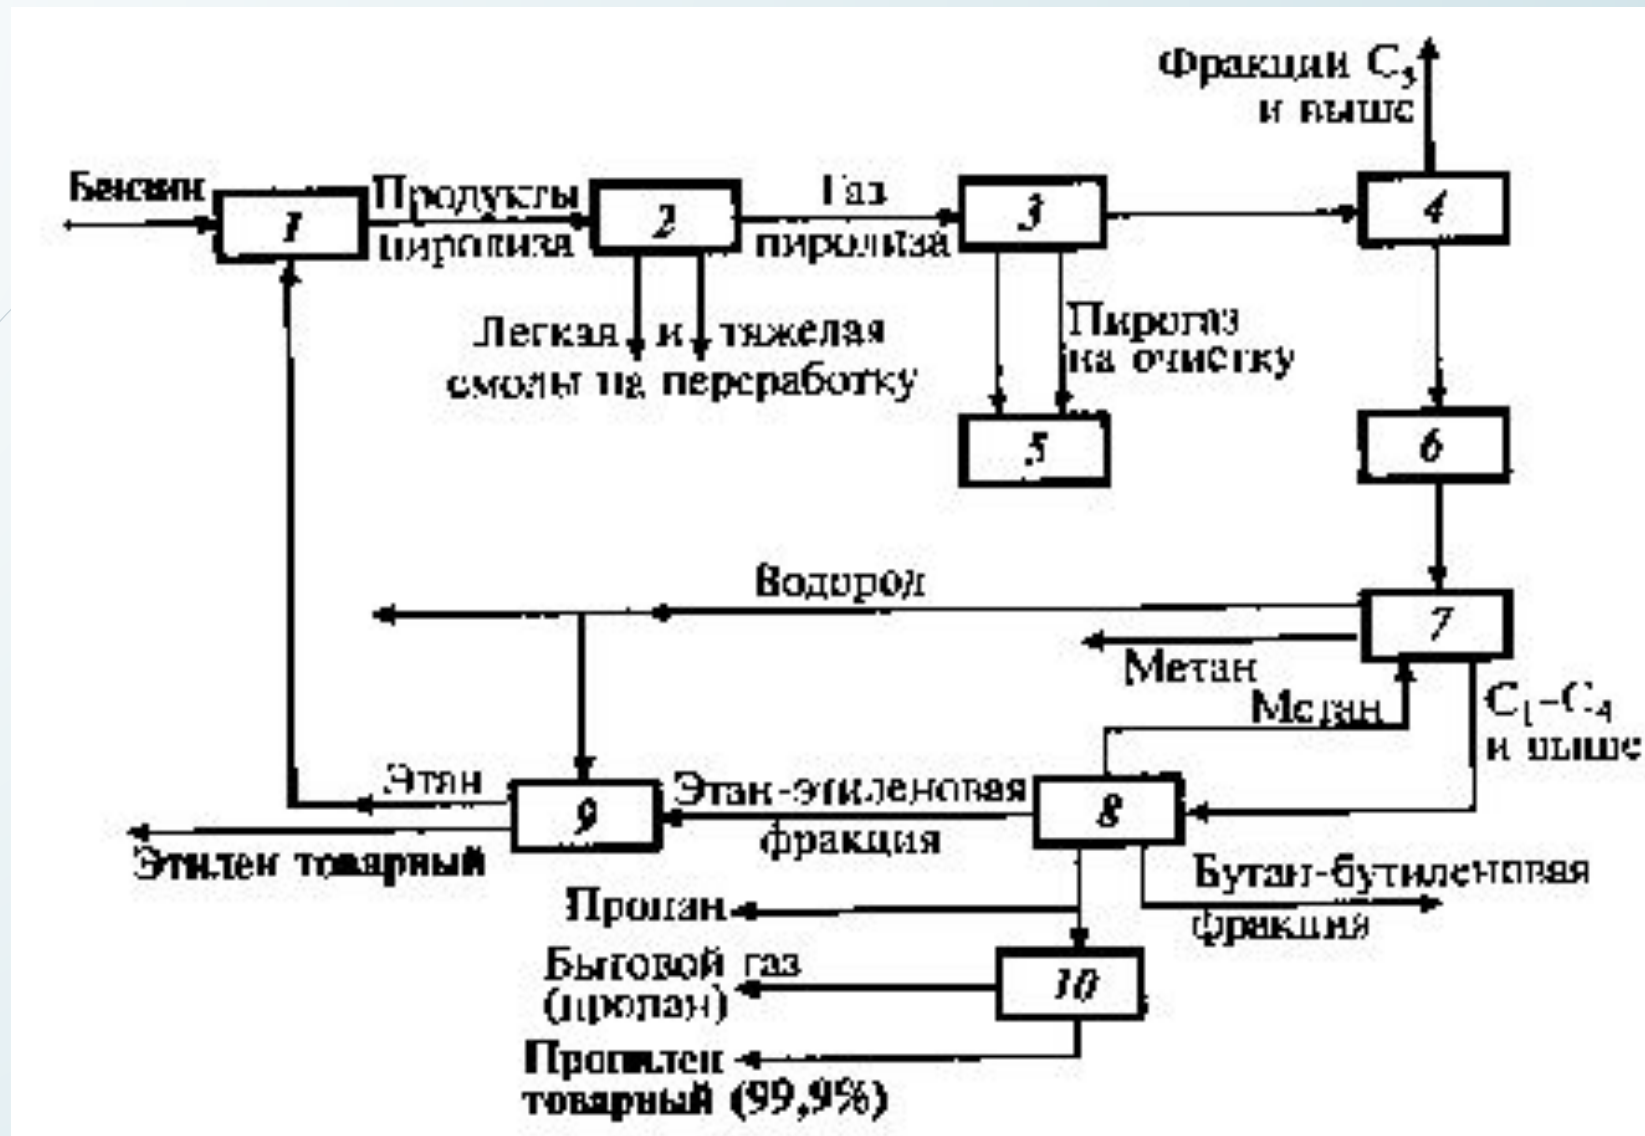 Фракции C₅
и выше
Бензин
1
Продукты
пиролиза
2
Газ
пиролиза
3
4
Легкая и тяжелая
смолы на переработку
Пирогаз
на очистку
5
6
Водород
7
Метан
Метан
C₁–C₄
и выше
Этан
9
Этан-этиленовая
фракция
8
Этилен товарный
Бутан-бутиленовая
фракция
Пропан
Бытовой газ
(пропан)
10
Пропилен
товарный (99,9%)